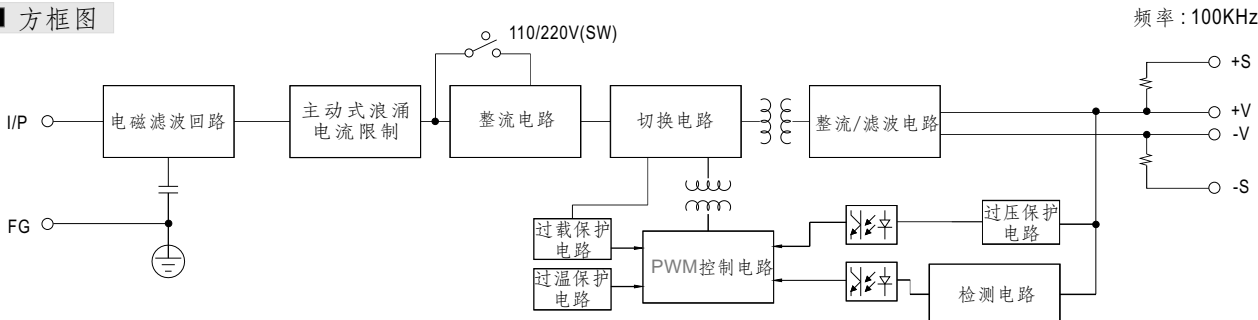 方框图
频率 : 100KHz
110/220V(SW)
+S
I/P
电磁滤波回路
主动式浪涌
电流限制
整流电路
切换电路
整流/滤波电路
+V
-V
-S
FG
过载保护
电路
过温保护
电路
PWM控制电路
过压保护
电路
检测电路